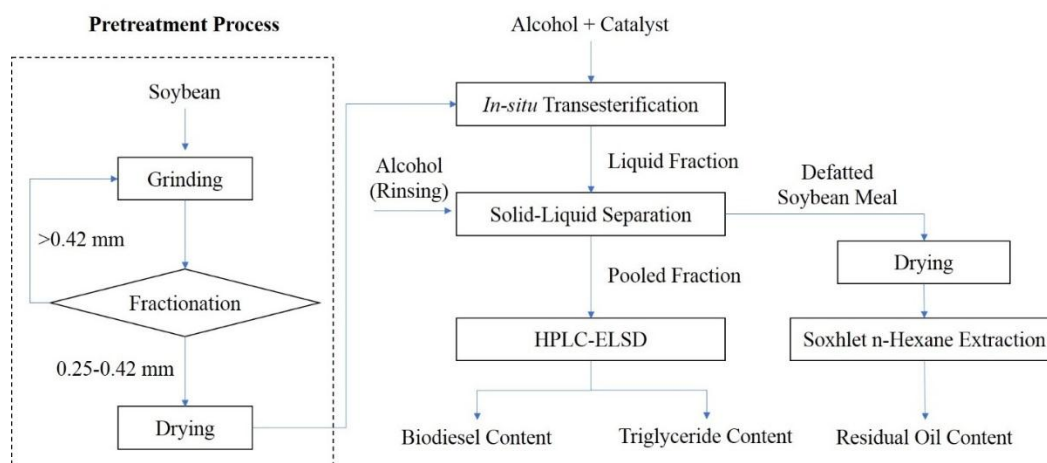 Pretreatment Process
Soybean
Grinding
>0.42 mm
Fractionation
0.25-0.42 mm
Drying
Alcohol + Catalyst
In-situ Transesterification
Liquid Fraction
Alcohol
(Rinsing)
Solid-Liquid Separation
Defatted
Soybean Meal
Pooled Fraction
Drying
HPLC-ELSD
Soxhlet n-Hexane Extraction
Biodiesel Content
Triglyceride Content
Residual Oil Content